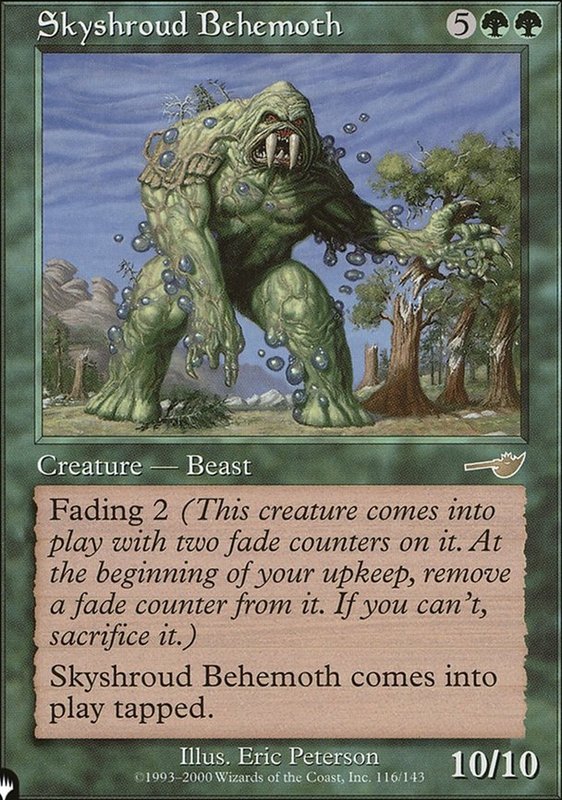 Skyshroud Behemoth 5
Creature — Beast
Fading 2 (This creature comes into
play with two fade counters on it. At
the beginning of your upkeep, remove
a fade counter from it. If you can't,
sacrifice it.)
Skyshroud Behemoth comes into
play tapped.
Illus. Eric Peterson
10/10
©1993–2000 Wizards of the Coast, Inc. 116/143